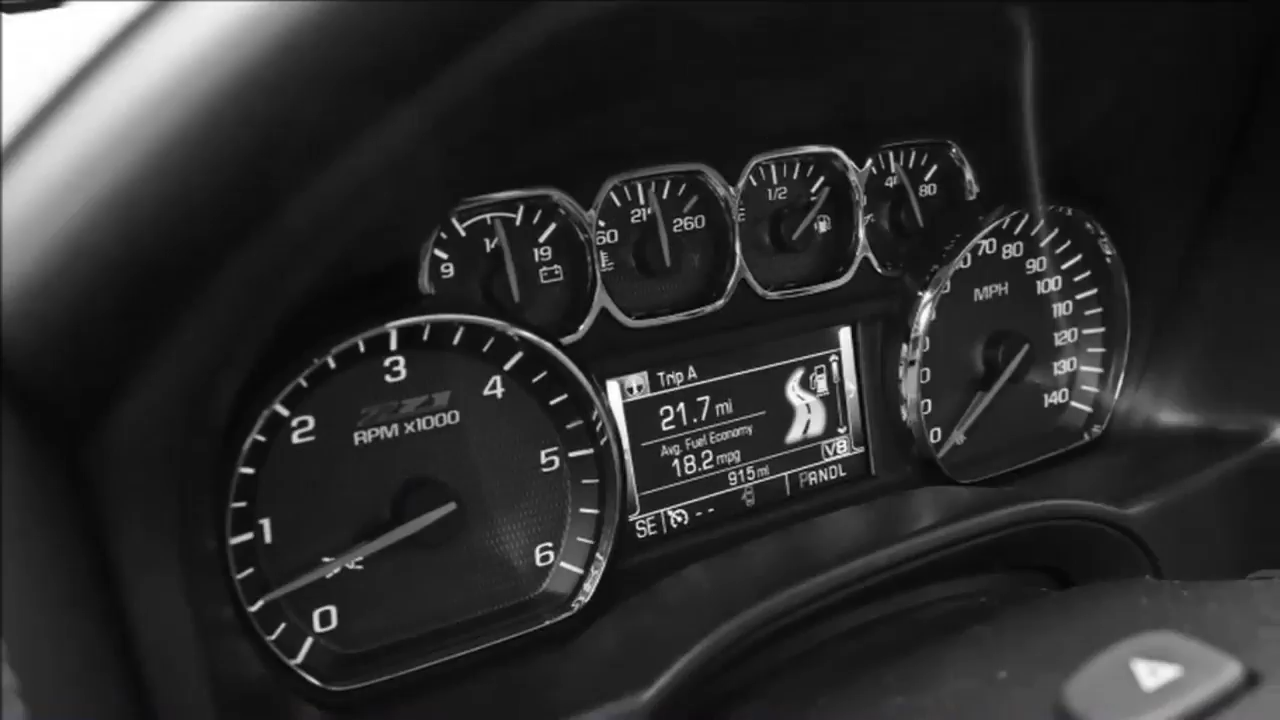 9 14 19
60 210 260
E 1/2
40 80
1 2 3 4 5 6 0
Z71
RPM x1000
Trip A
21.7 mi
Avg. Fuel Economy
18.2 mpg
V8
915 mi
SE -- PRNDL
70 80 90 100 110 120 130 140
MPH
0